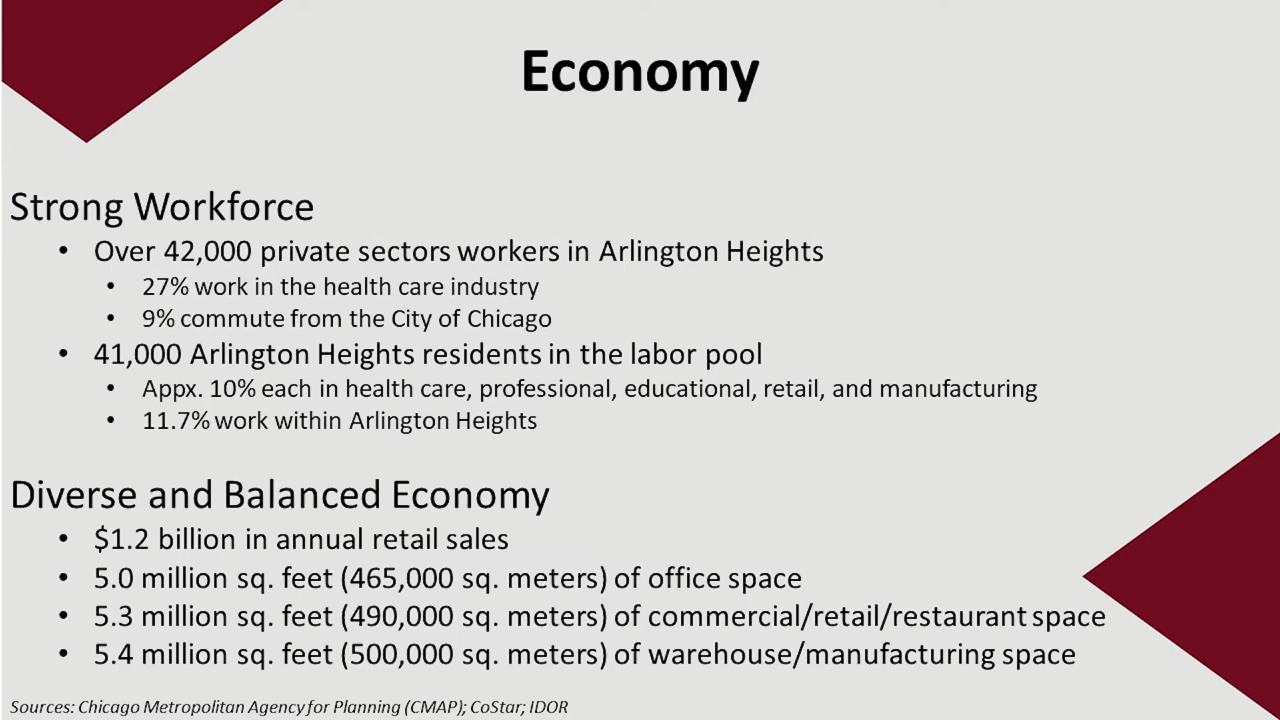 Economy
Strong Workforce
• Over 42,000 private sectors workers in Arlington Heights
• 27% work in the health care industry
• 9% commute from the City of Chicago
• 41,000 Arlington Heights residents in the labor pool
• Appx. 10% each in health care, professional, educational, retail, and manufacturing
• 11.7% work within Arlington Heights
Diverse and Balanced Economy
• $1.2 billion in annual retail sales
• 5.0 million sq. feet (465,000 sq. meters) of office space
• 5.3 million sq. feet (490,000 sq. meters) of commercial/retail/restaurant space
• 5.4 million sq. feet (500,000 sq. meters) of warehouse/manufacturing space
Sources: Chicago Metropolitan Agency for Planning (CMAP); CoStar; IDOR